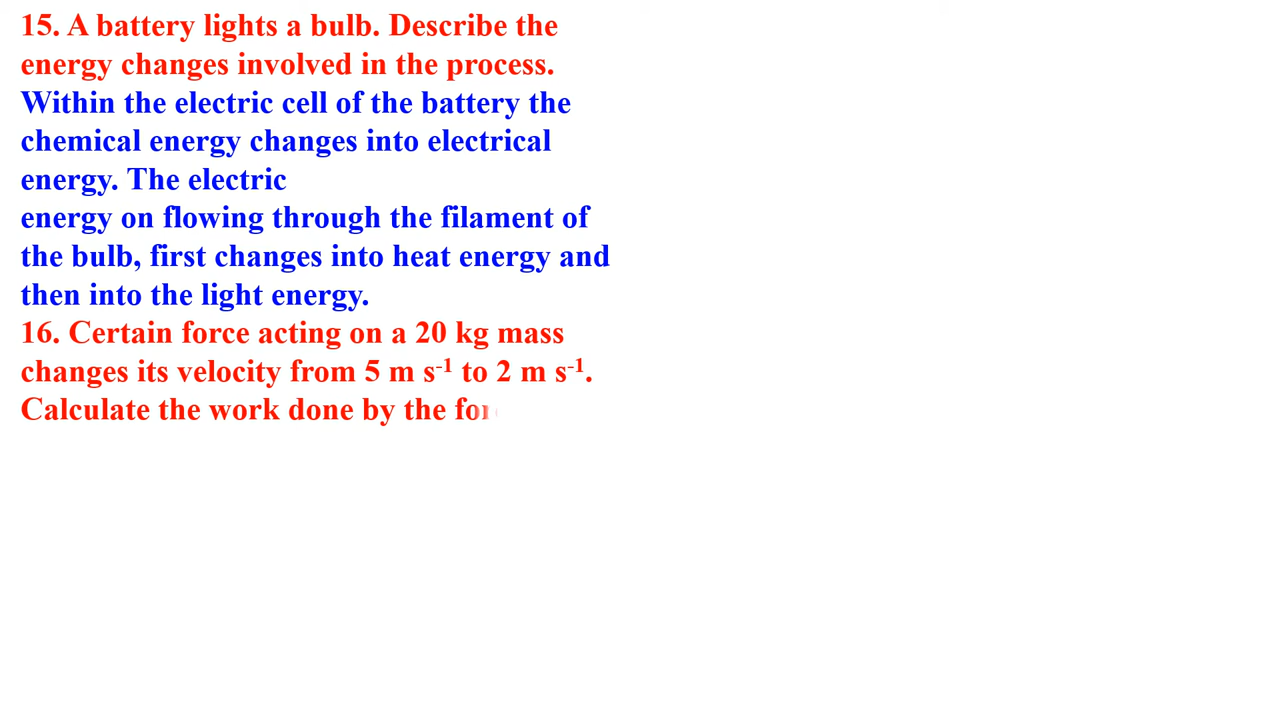 15. A battery lights a bulb. Describe the
energy changes involved in the process.
Within the electric cell of the battery the
chemical energy changes into electrical
energy. The electric
energy on flowing through the filament of
the bulb, first changes into heat energy and
then into the light energy.
16. Certain force acting on a 20 kg mass
changes its velocity from 5 m s⁻¹ to 2 m s⁻¹.
Calculate the work done by the